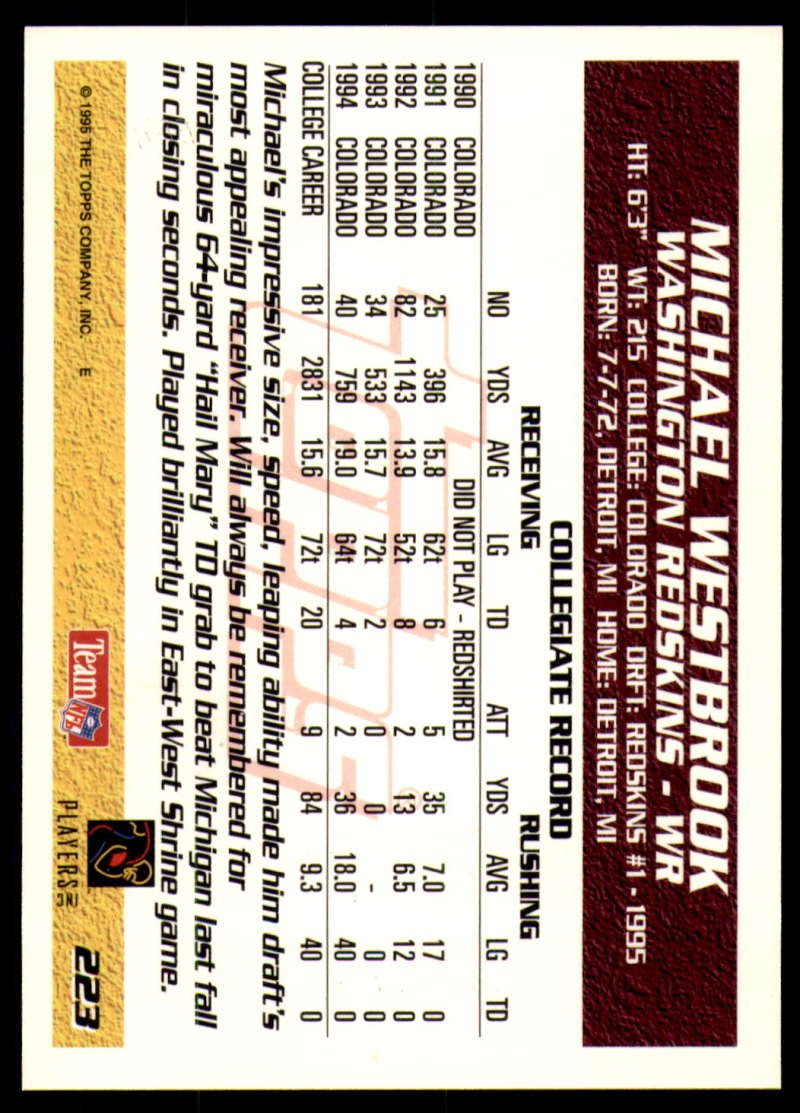 MICHAEL WESTBROOK
WASHINGTON REDSKINS - WR
HT: 6'3" WT: 215 COLLEGE: COLORADO DRFT: REDSKINS #1 - 1995
BORN: 7-7-72, DETROIT, MI HOME: DETROIT, MI
COLLEGIATE RECORD
RECEIVING RUSHING
NO YDS AVG LG TD ATT YDS AVG LG TD
1990 COLORADO DID NOT PLAY - REDSHIRTED
1991 COLORADO 25 396 15.8 62t 6 5 35 7.0 17 0
1992 COLORADO 82 1143 13.9 52t 8 2 13 6.5 12 0
1993 COLORADO 34 533 15.7 72t 2 0 0 - 0 0
1994 COLORADO 40 759 19.0 64t 4 2 36 18.0 40 0
COLLEGE CAREER 181 2831 15.6 72t 20 9 84 9.3 40 0
TOPPS
Michael's impressive size, speed, leaping ability made him draft's
most appealing receiver. Will always be remembered for
miraculous 64-yard "Hail Mary" TD grab to beat Michigan last fall
in closing seconds. Played brilliantly in East-West Shrine game.
© 1995 THE TOPPS COMPANY, INC. E
Team NFL
PLAYERS INC
223